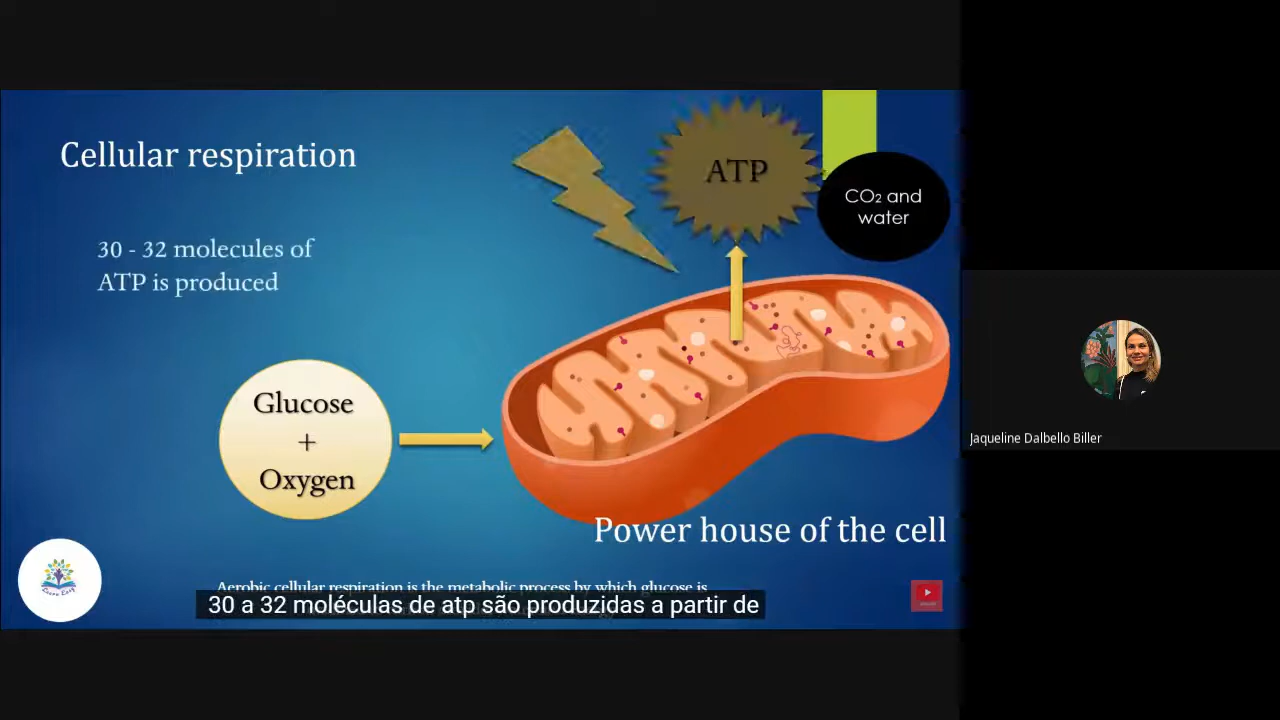 Cellular respiration
30 - 32 molecules of
ATP is produced
ATP
CO₂ and
water
Glucose
+
Oxygen
Power house of the cell
Aerobic cellular respiration is the metabolic process by which glucose is
30 a 32 moléculas de atp são produzidas a partir de
Learn Easy
Jaqueline Dalbello Biller